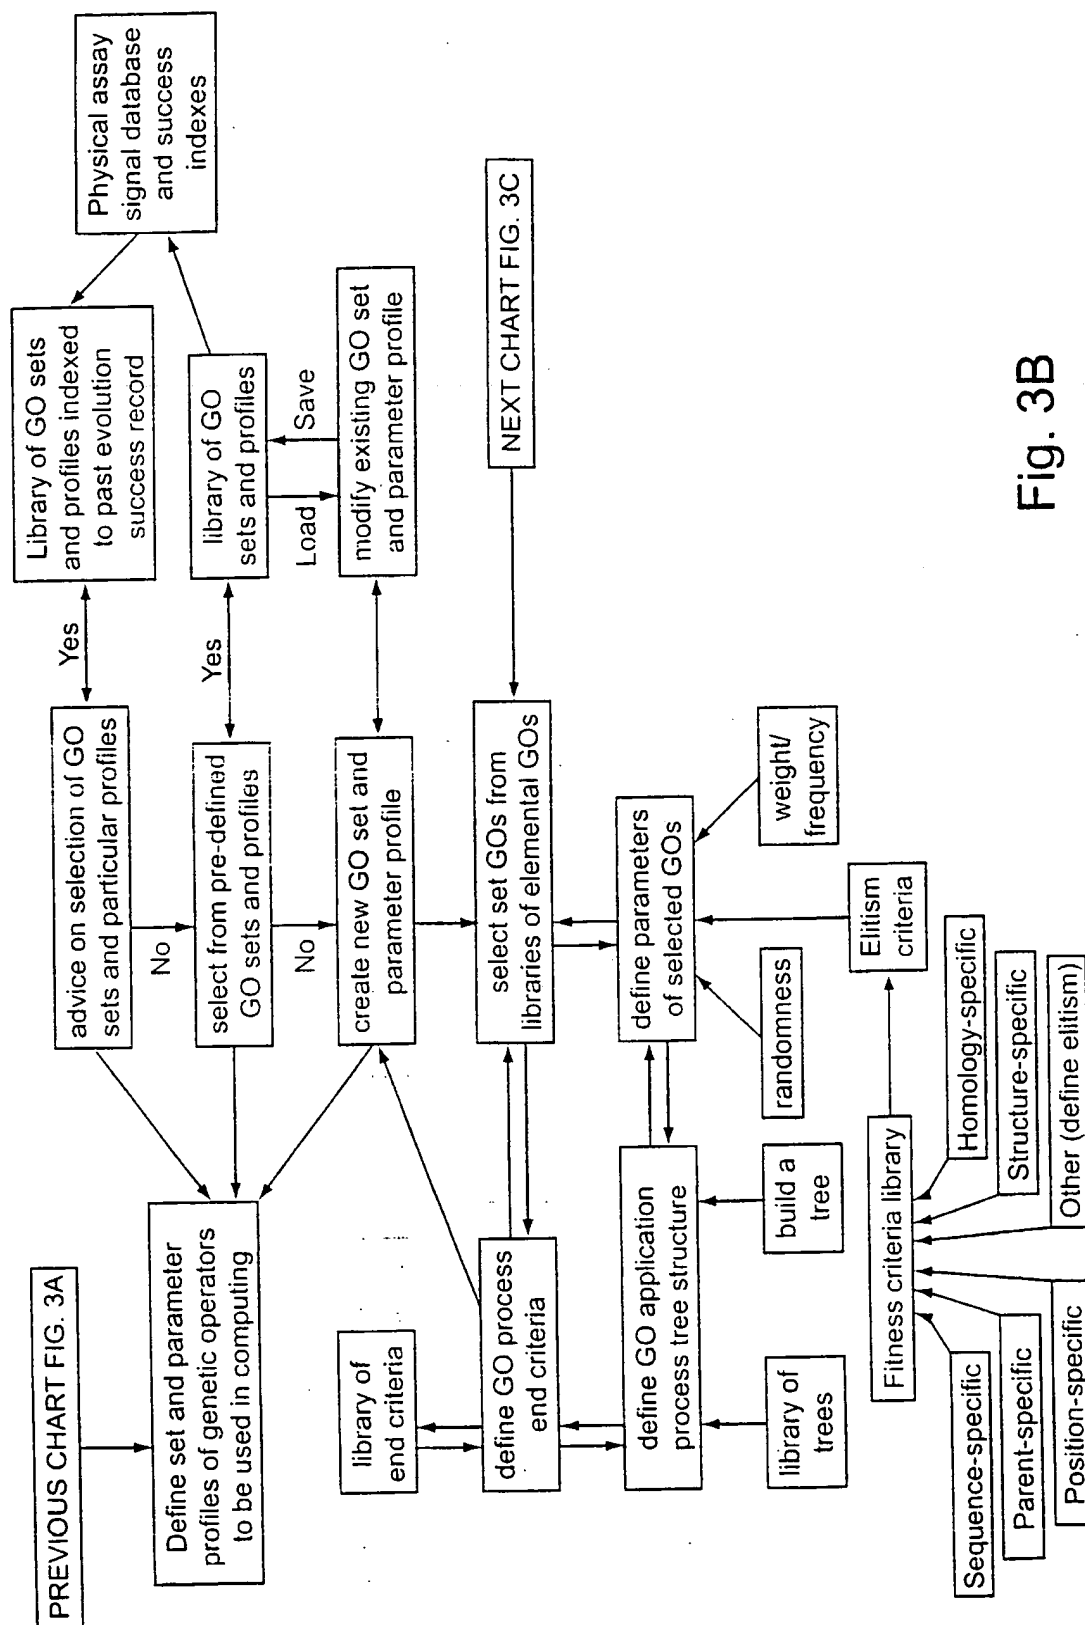 PREVIOUS CHART FIG. 3A
Define set and parameter
profiles of genetic operators
to be used in computing
advice on selection of GO
sets and particular profiles
Yes
Library of GO sets
and profiles indexed
to past evolution
success record
Physical assay
signal database
and success
indexes
No
select from pre-defined
GO sets and profiles
Yes
library of GO
sets and profiles
No
Load
Save
create new GO set and
parameter profile
modify existing GO set
and parameter profile
library of
end criteria
define GO process
end criteria
select set GOs from
libraries of elemental GOs
NEXT CHART FIG. 3C
define GO application
process tree structure
define parameters
of selected GOs
library of
trees
build a
tree
randomness
weight/
frequency
Elitism
criteria
Fitness criteria library
Sequence-specific
Parent-specific
Position-specific
Homology-specific
Structure-specific
Other (define elitism)
Fig. 3B